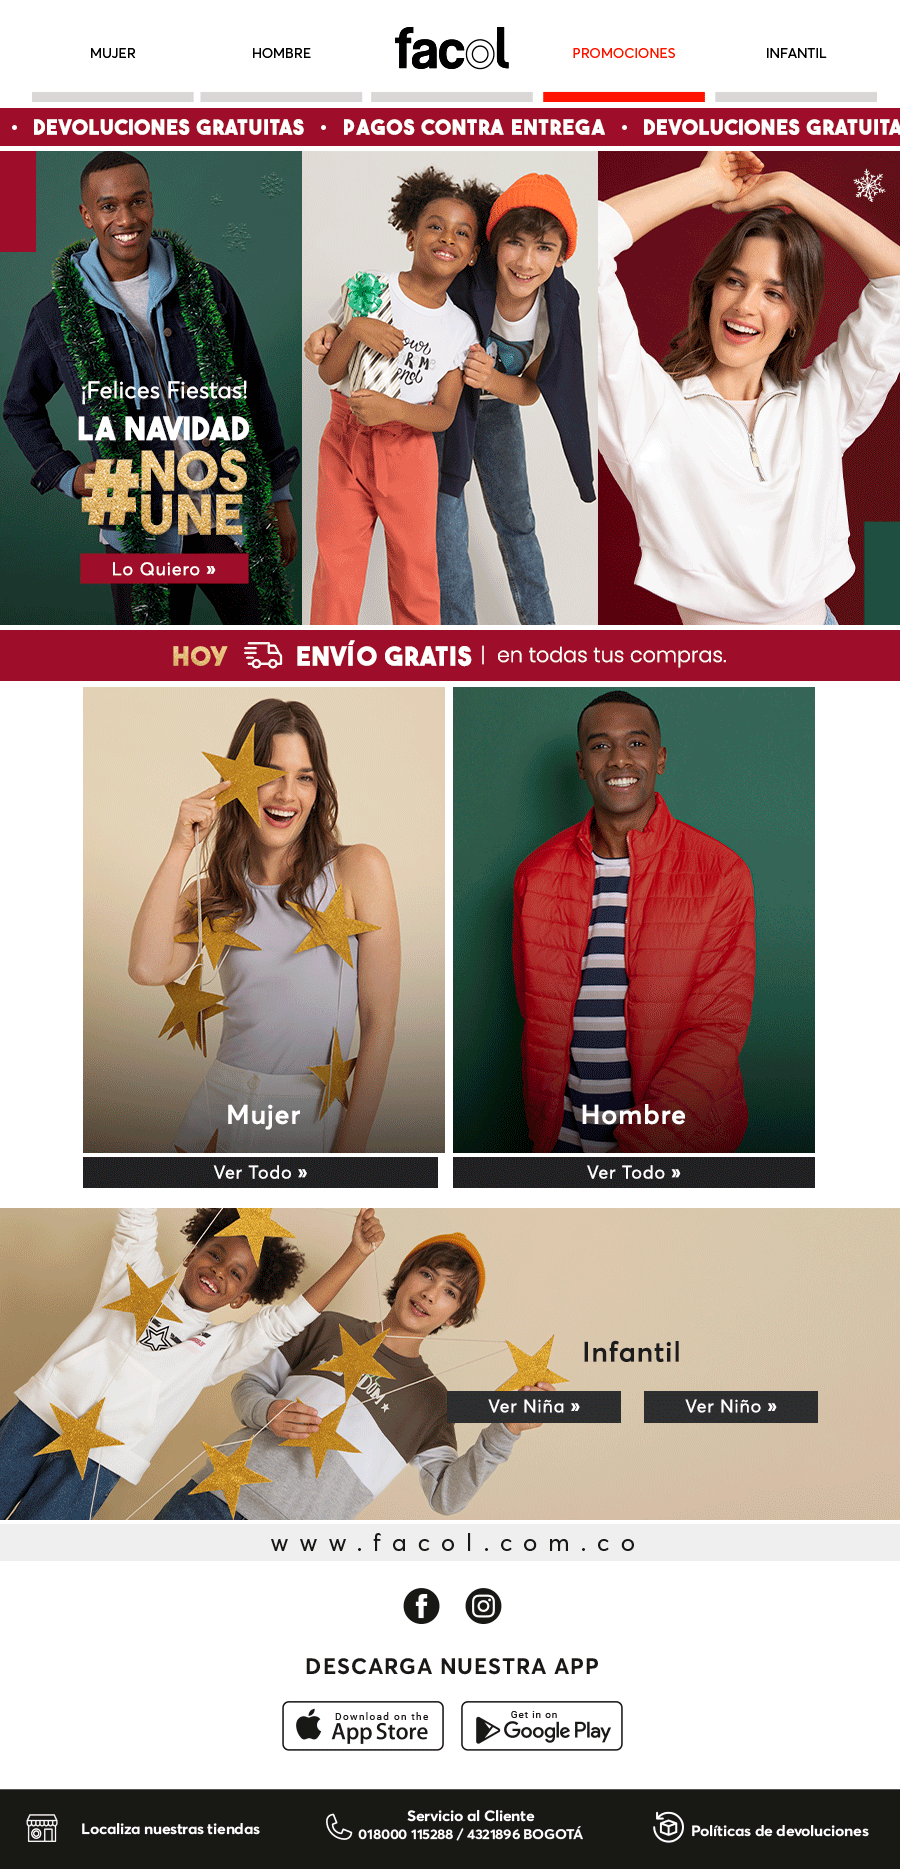 MUJER
HOMBRE
facol
PROMOCIONES
INFANTIL
• DEVOLUCIONES GRATUITAS • PAGOS CONTRA ENTREGA • DEVOLUCIONES GRATUITA
¡Felices Fiestas!
LA NAVIDAD
#NOS
UNE
Lo Quiero »
HOY ENVÍO GRATIS | en todas tus compras.
Mujer
Hombre
Ver Todo »
Ver Todo »
Infantil
Ver Niña »
Ver Niño »
www.facol.com.co
DESCARGA NUESTRA APP
Download on the
App Store
Get in on
Google Play
Localiza nuestras tiendas
Servicio al Cliente
018000 115288 / 4321896 BOGOTÁ
Políticas de devoluciones